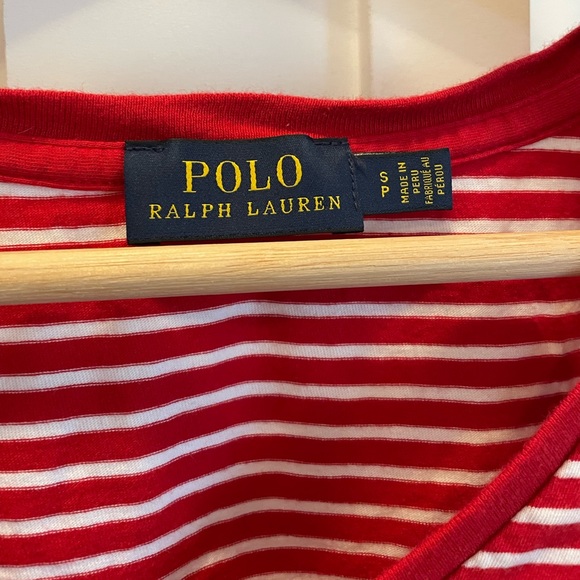 POLO
RALPH LAUREN
S
P
MADE IN
PERU
FABRIQUÉ AU
PÉROU